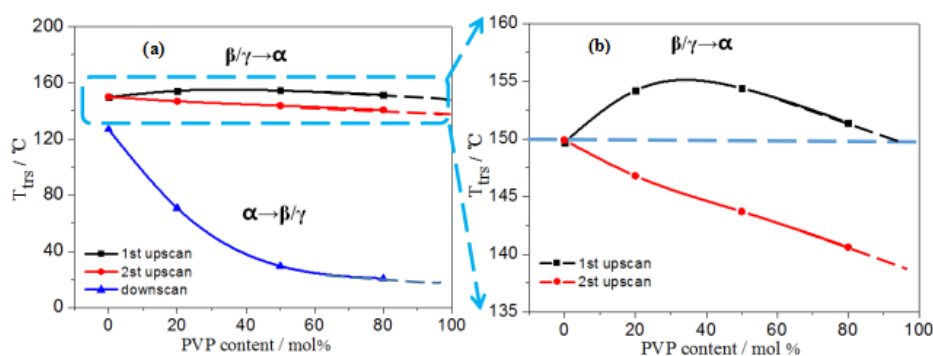 (a)
β/γ→α
α→β/γ
1st upscan
2st upscan
downscan
T_trs / ℃
200
160
120
80
40
0
0 20 40 60 80 100
PVP content / mol%
(b)
β/γ→α
1st upscan
2st upscan
T_trs / ℃
160
155
150
145
140
135
0 20 40 60 80 100
PVP content / mol%